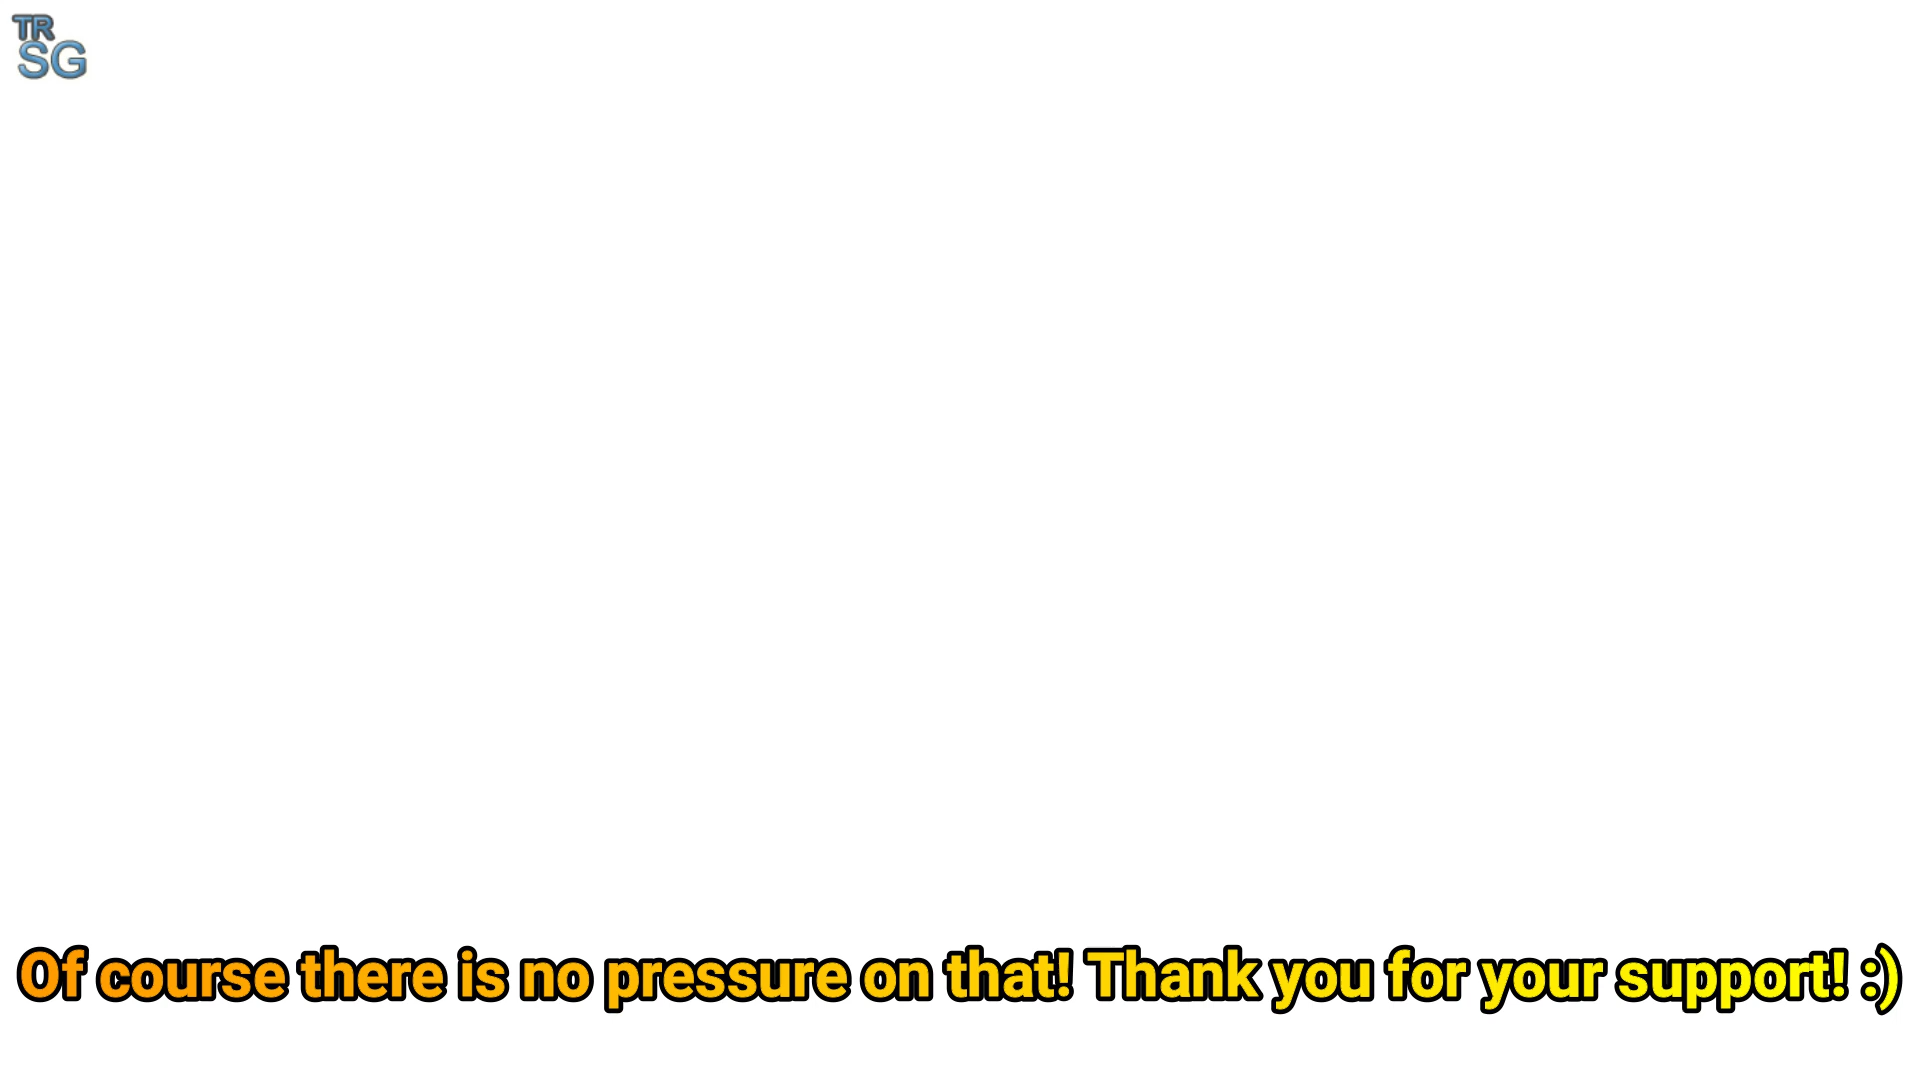 TR
SG
Of course there is no pressure on that! Thank you for your support! :)